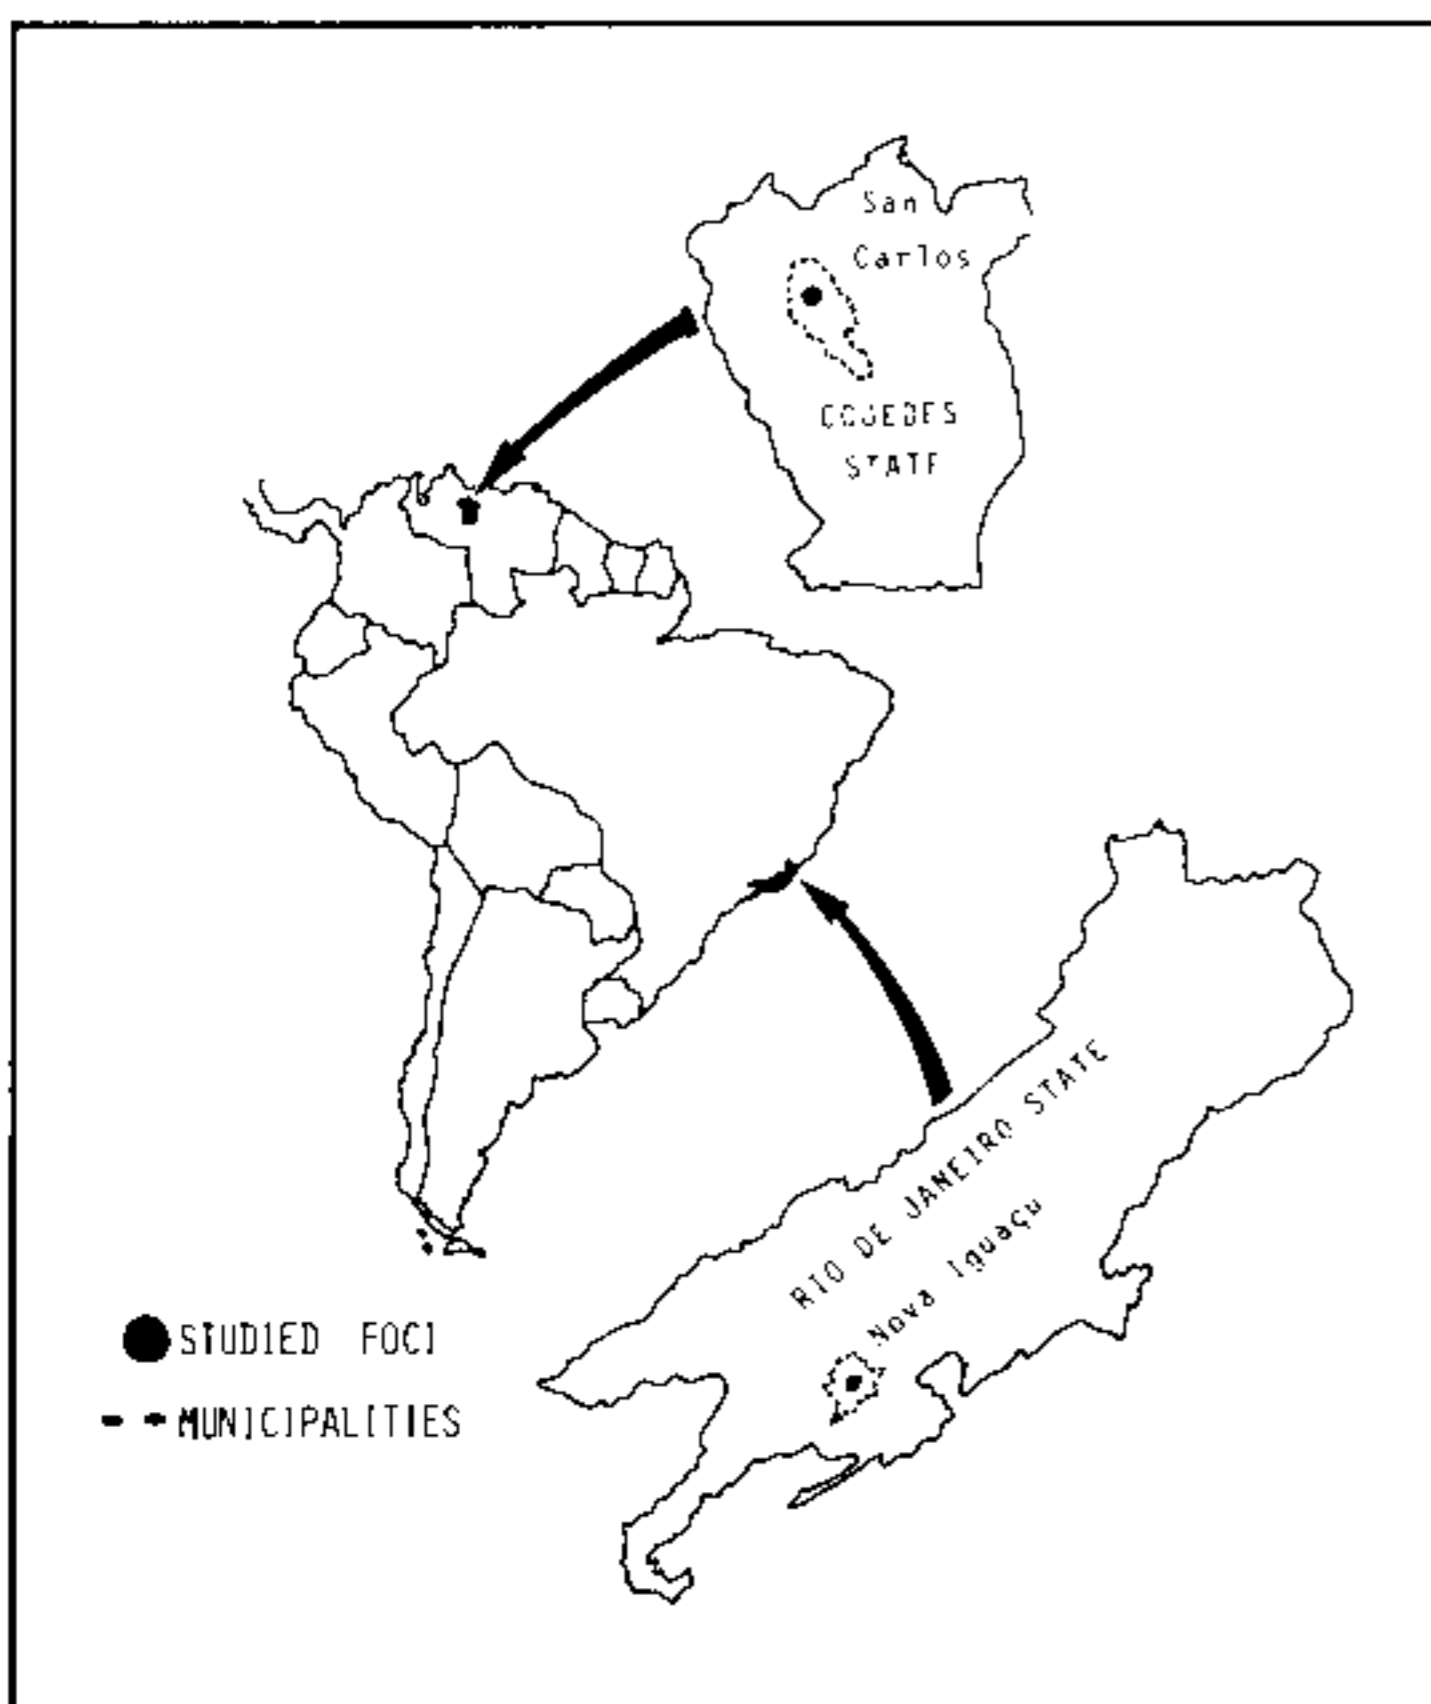 San
Carlos
COJEDES
STATE
RIO DE JANEIRO STATE
Nova Iguaçu
STUDIED FOCI
MUNICIPALITIES